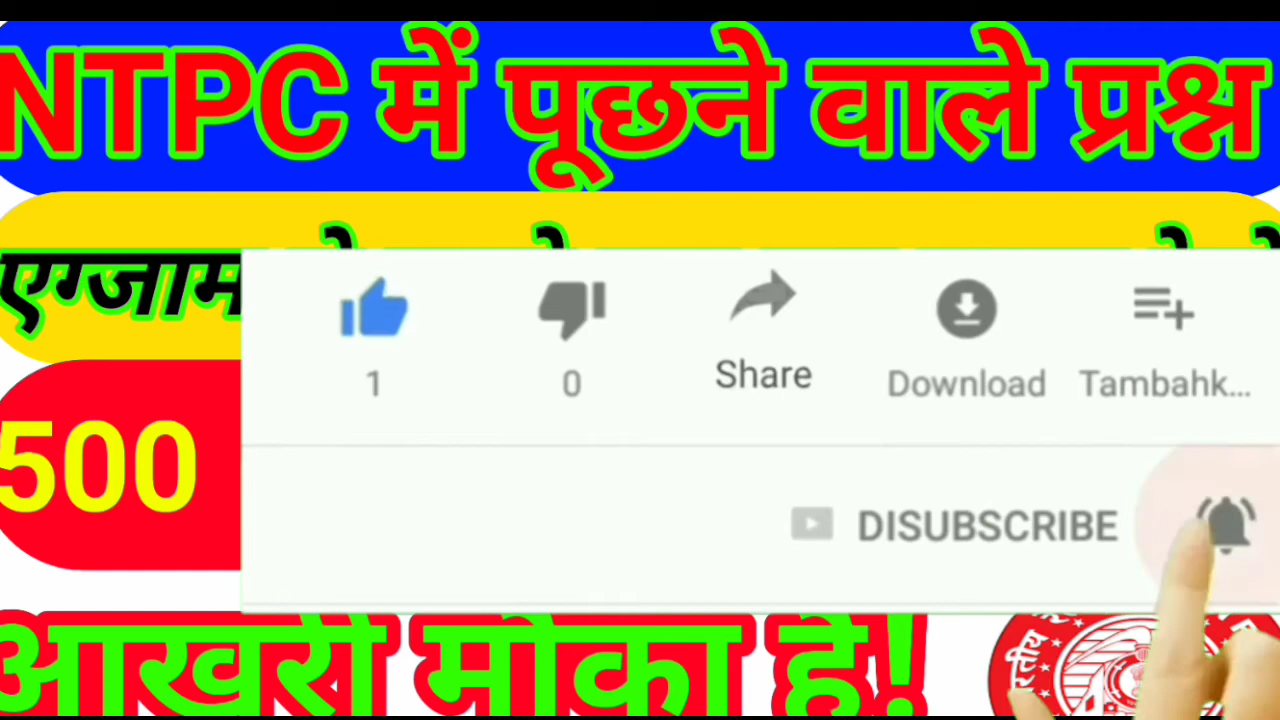 NTPC में पूछने वाले प्रश्न
एग्जाम
1 0 Share Download Tambahk...
500
DISUBSCRIBE
आखरी मौका है!